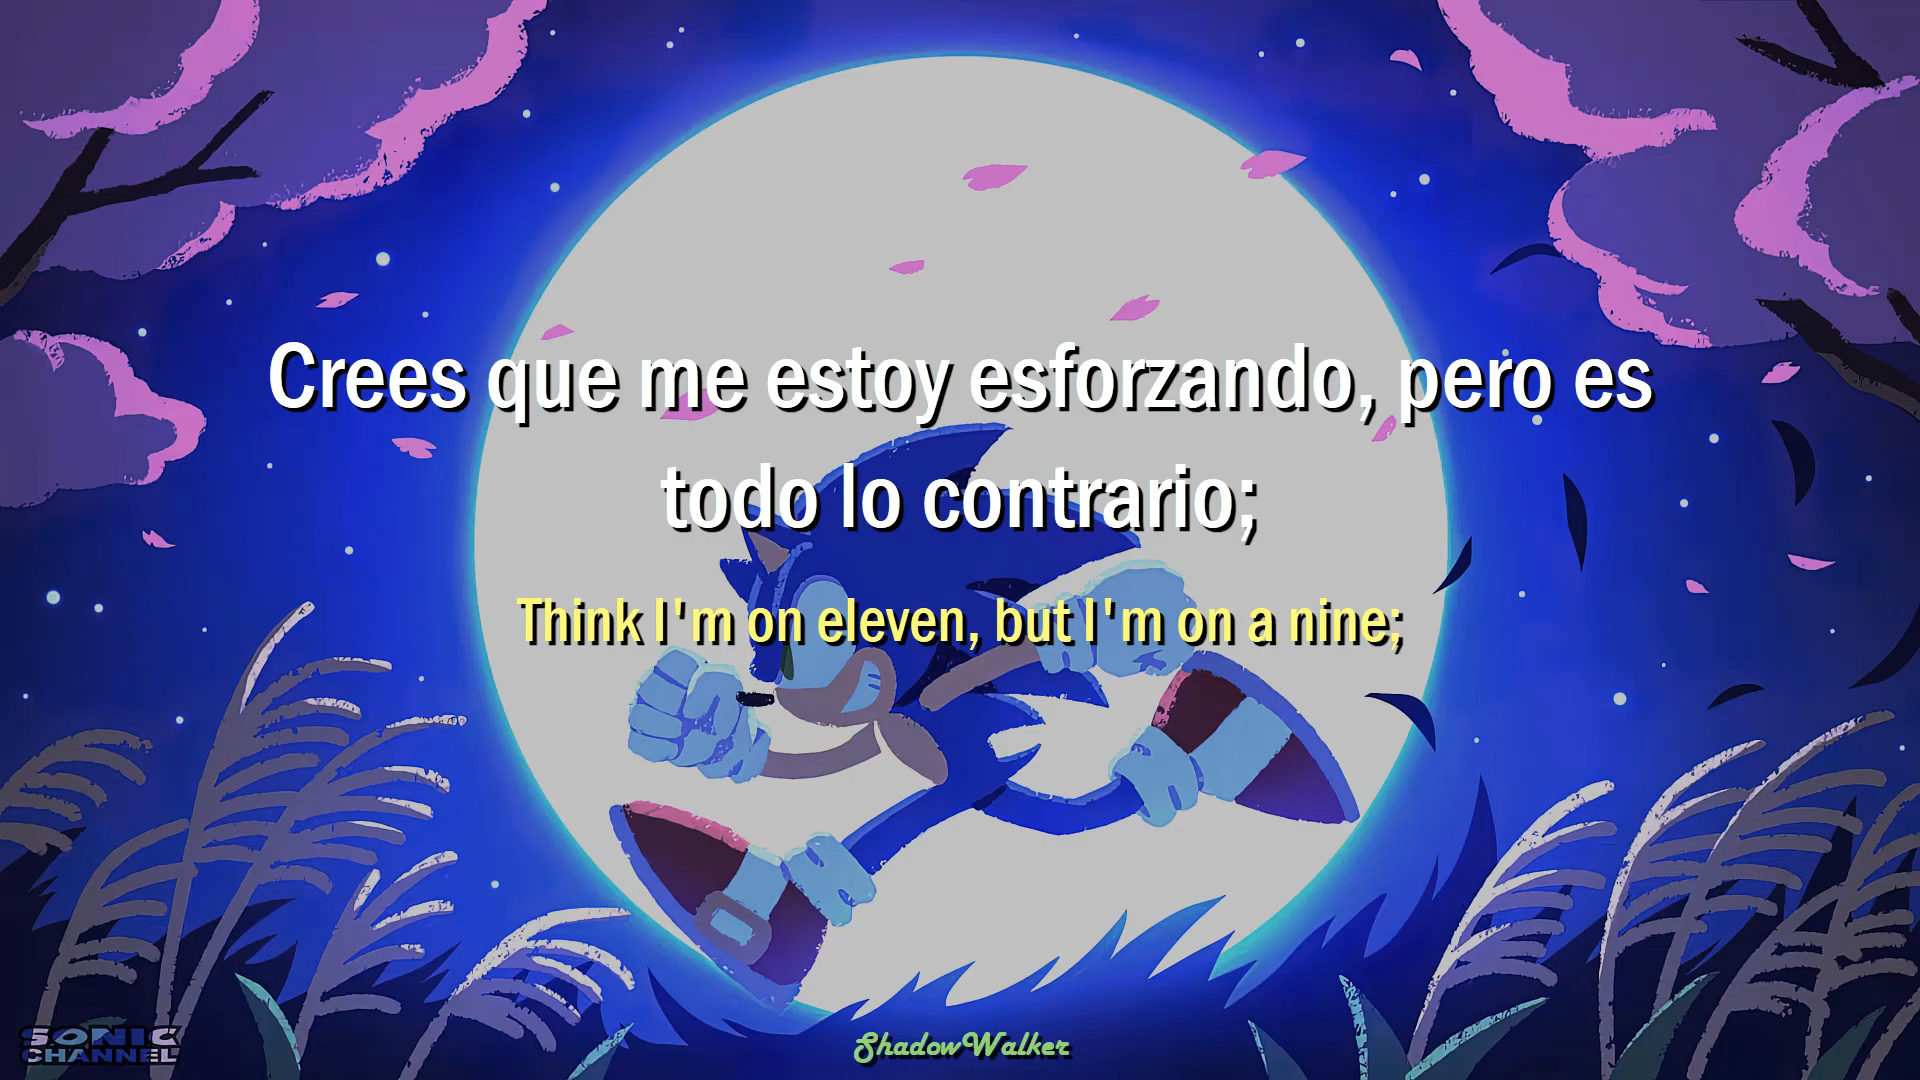 Crees que me estoy esforzando, pero es
todo lo contrario;
Think I'm on eleven, but I'm on a nine;
SONIC
CHANNEL
ShadowWalker